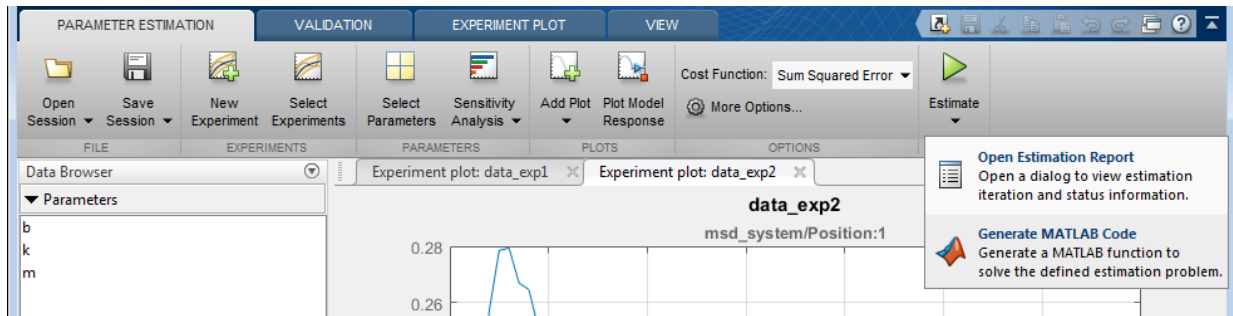 PARAMETER ESTIMATION VALIDATION EXPERIMENT PLOT VIEW
Open Session Save Session New Experiment Select Experiments Select Parameters Sensitivity Analysis Add Plot Plot Model Response Cost Function: Sum Squared Error Estimate
More Options...
FILE EXPERIMENTS PARAMETERS PLOTS OPTIONS
Data Browser
Parameters
b
k
m
Experiment plot: data_exp1 Experiment plot: data_exp2
data_exp2
msd_system/Position:1
0.28
0.26
Open Estimation Report
Open a dialog to view estimation
iteration and status information.
Generate MATLAB Code
Generate a MATLAB function to
solve the defined estimation problem.